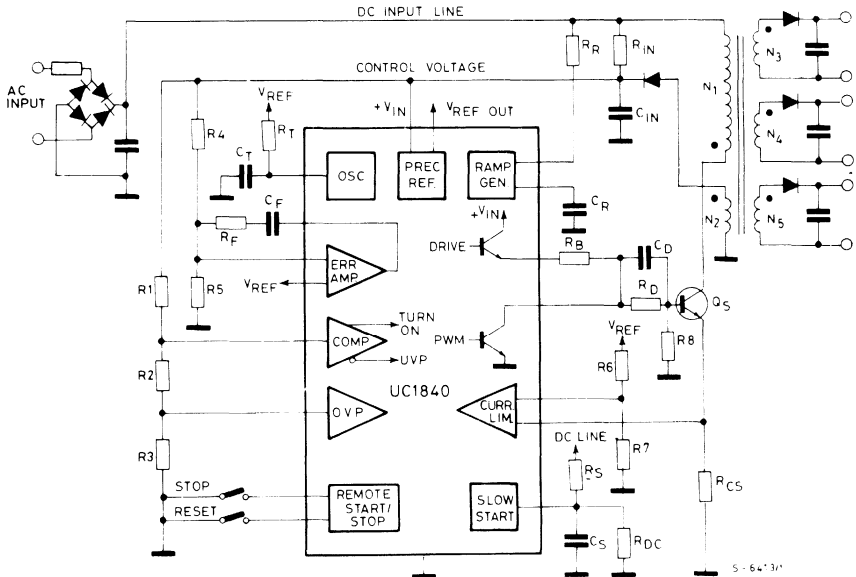 DC INPUT LINE
AC
INPUT
RR
RIN
N1
N3
CONTROL VOLTAGE
VREF
+VIN
VREF OUT
CIN
R4
RT
CT
OSC
PREC
REF.
RAMP
GEN
N4
CF
RF
CR
+VIN
DRIVE
RB
CD
N2
N5
ERR
AMP
VREF
R5
RD
QS
R1
TURN
ON
COMP
UVP
PWM
VREF
R8
R6
R2
UC1840
OVP
CURR.
LIM.
R7
R3
DC LINE
RS
RCS
STOP
RESET
REMOTE
START/
STOP
SLOW
START
CS
RDC